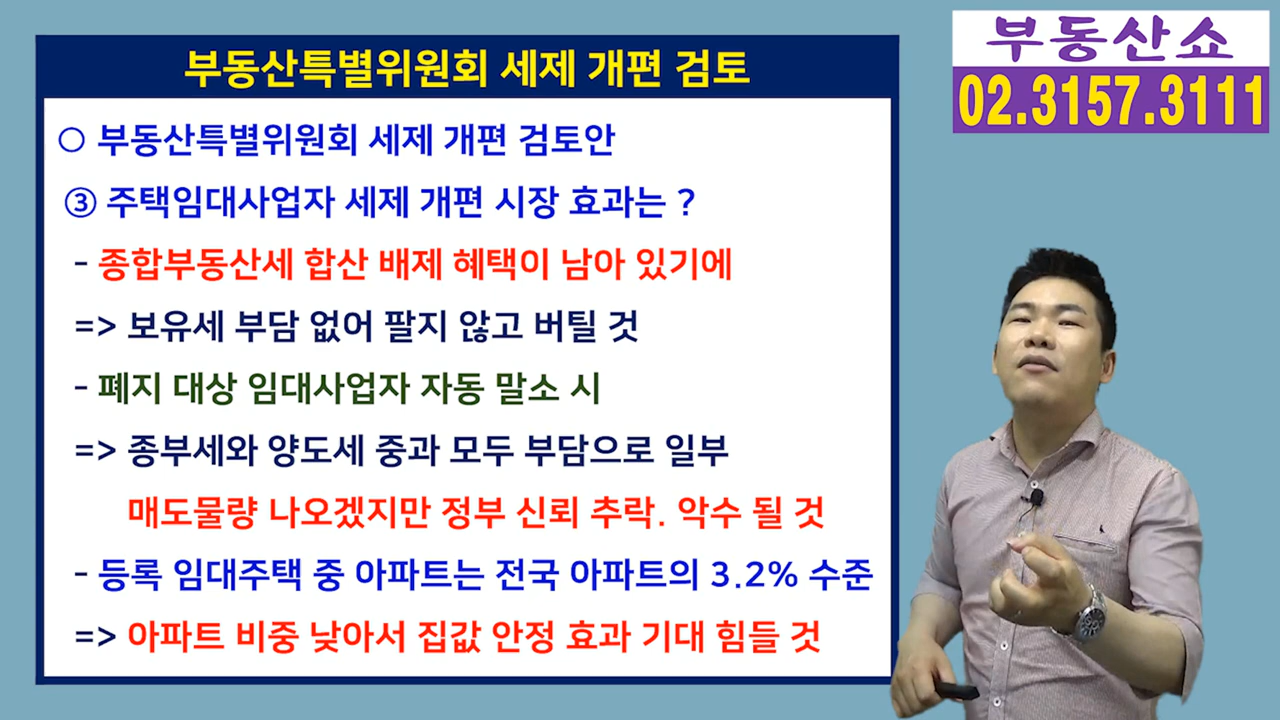 부동산쇼
02.3157.3111
부동산특별위원회 세제 개편 검토
○ 부동산특별위원회 세제 개편 검토안
③ 주택임대사업자 세제 개편 시장 효과는 ?
- 종합부동산세 합산 배제 혜택이 남아 있기에
=> 보유세 부담 없어 팔지 않고 버틸 것
- 폐지 대상 임대사업자 자동 말소 시
=> 종부세와 양도세 중과 모두 부담으로 일부
매도물량 나오겠지만 정부 신뢰 추락. 악수 될 것
- 등록 임대주택 중 아파트는 전국 아파트의 3.2% 수준
=> 아파트 비중 낮아서 집값 안정 효과 기대 힘들 것